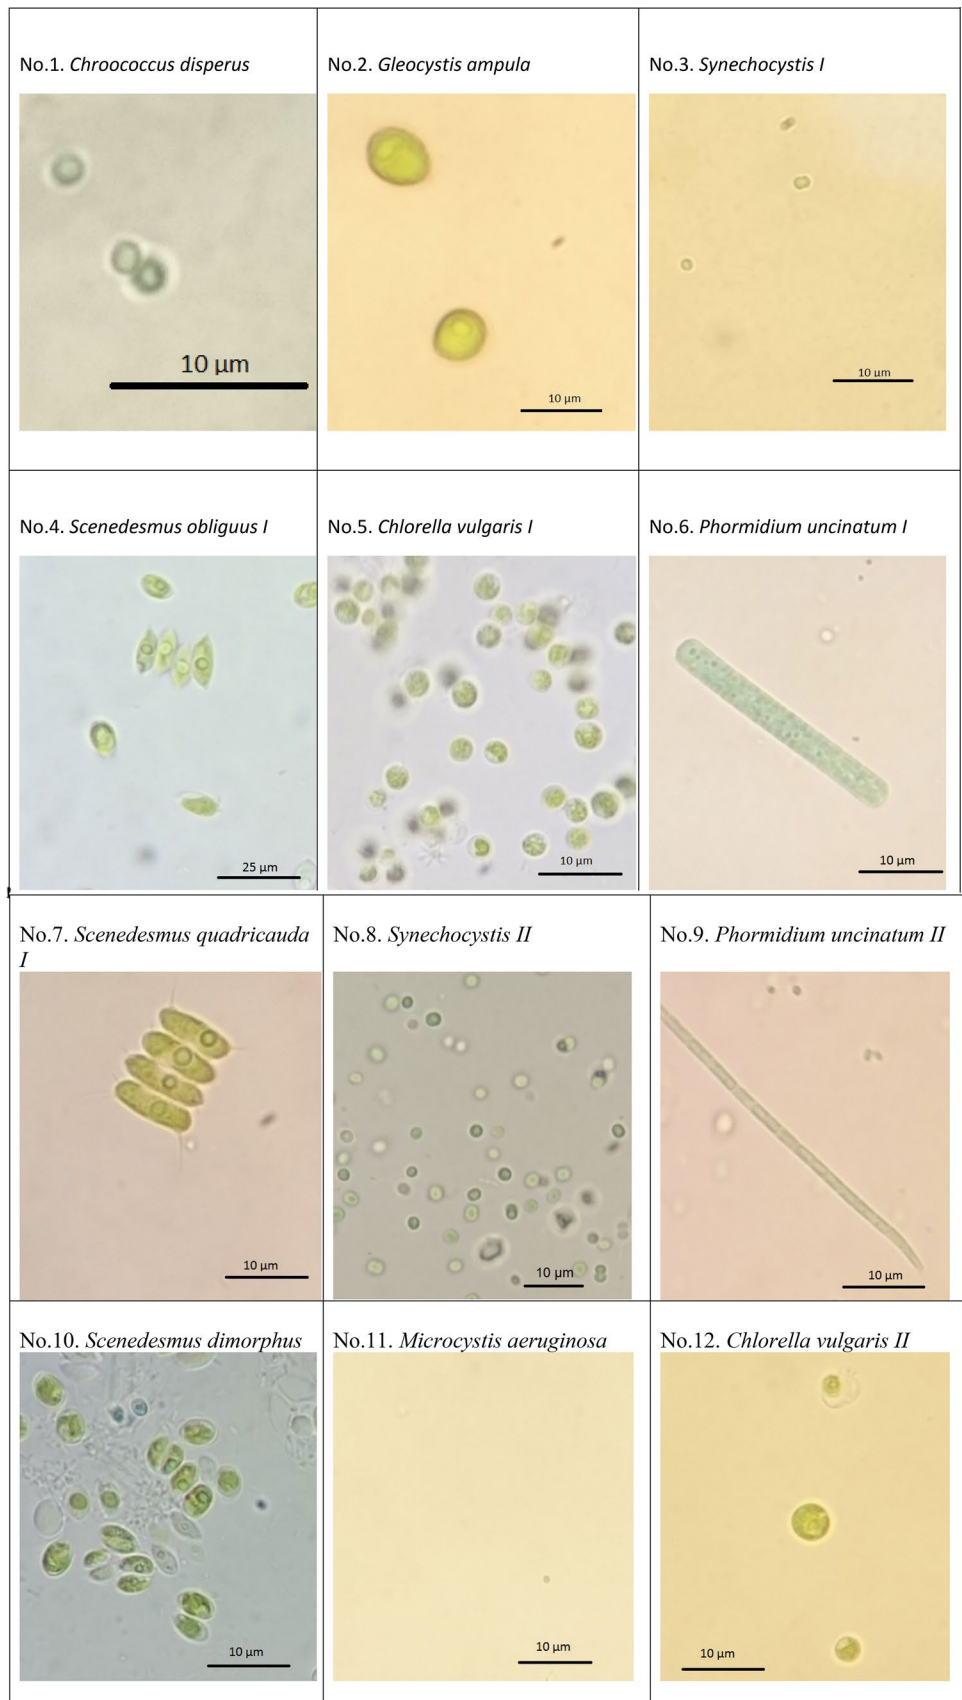 No.1. Chroococcus disperus
10 µm
No.2. Gleocystis ampula
10 µm
No.3. Synechocystis I
10 µm
No.4. Scenedesmus obliguus I
25 µm
No.5. Chlorella vulgaris I
10 µm
No.6. Phormidium uncinatum I
10 µm
No.7. Scenedesmus quadricauda
I
10 µm
No.8. Synechocystis II
10 µm
No.9. Phormidium uncinatum II
10 µm
No.10. Scenedesmus dimorphus
10 µm
No.11. Microcystis aeruginosa
10 µm
No.12. Chlorella vulgaris II
10 µm